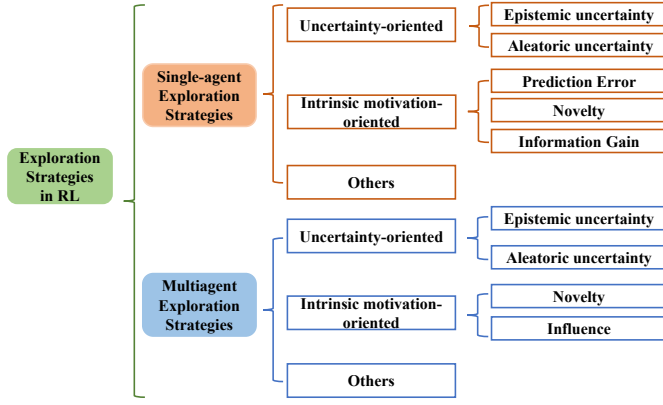 Exploration
Strategies
in RL
Single-agent
Exploration
Strategies
Uncertainty-oriented
Epistemic uncertainty
Aleatoric uncertainty
Intrinsic motivation-
oriented
Prediction Error
Novelty
Information Gain
Others
Multiagent
Exploration
Strategies
Uncertainty-oriented
Epistemic uncertainty
Aleatoric uncertainty
Intrinsic motivation-
oriented
Novelty
Influence
Others